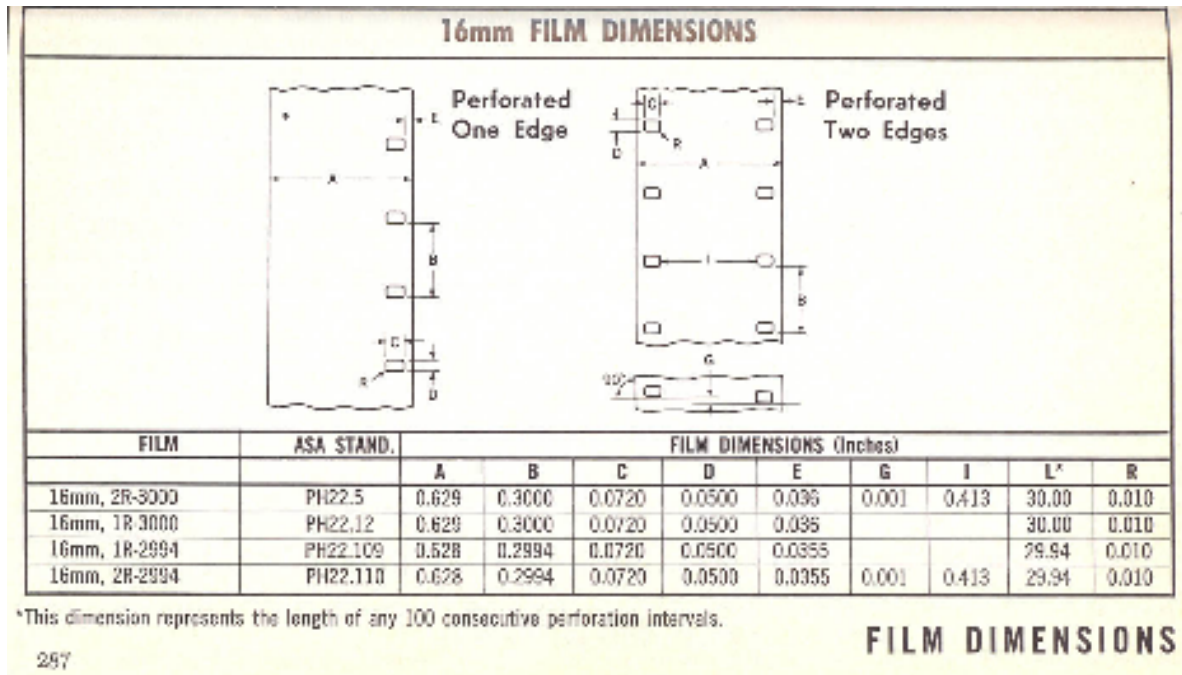 16mm FILM DIMENSIONS
Perforated One Edge
Perforated Two Edges
E
A
B
C
R
D
C
E
D
R
A
I
B
G
90°
FILM ASA STAND. FILM DIMENSIONS (Inches)
A B C D E G I L* R
16mm, 2R-3000 PH22.5 0.629 0.3000 0.0720 0.0500 0.036 0.001 0.413 30.00 0.010
16mm, 1R-3000 PH22.12 0.629 0.3000 0.0720 0.0500 0.036 30.00 0.010
16mm, 1R-2994 PH22.109 0.628 0.2994 0.0720 0.0500 0.0355 29.94 0.010
16mm, 2R-2994 PH22.110 0.628 0.2994 0.0720 0.0500 0.0355 0.001 0.413 29.94 0.010
*This dimension represents the length of any 100 consecutive perforation intervals.
FILM DIMENSIONS
287